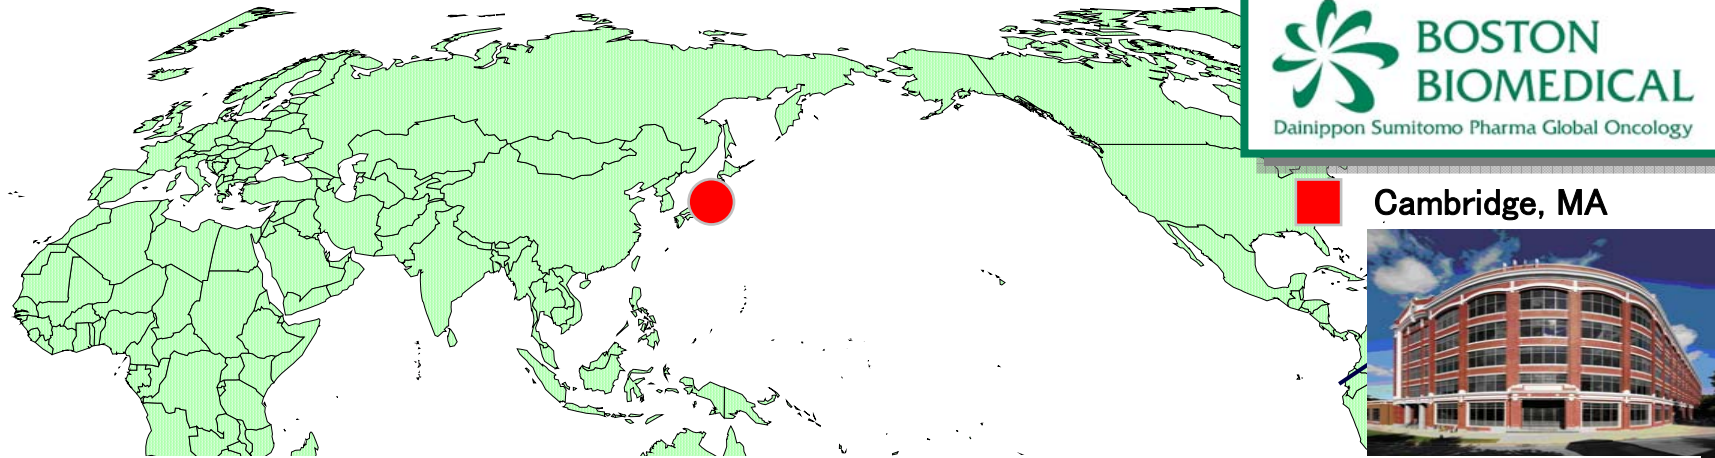 BOSTON
BIOMEDICAL
Dainippon Sumitomo Pharma Global Oncology
Cambridge, MA